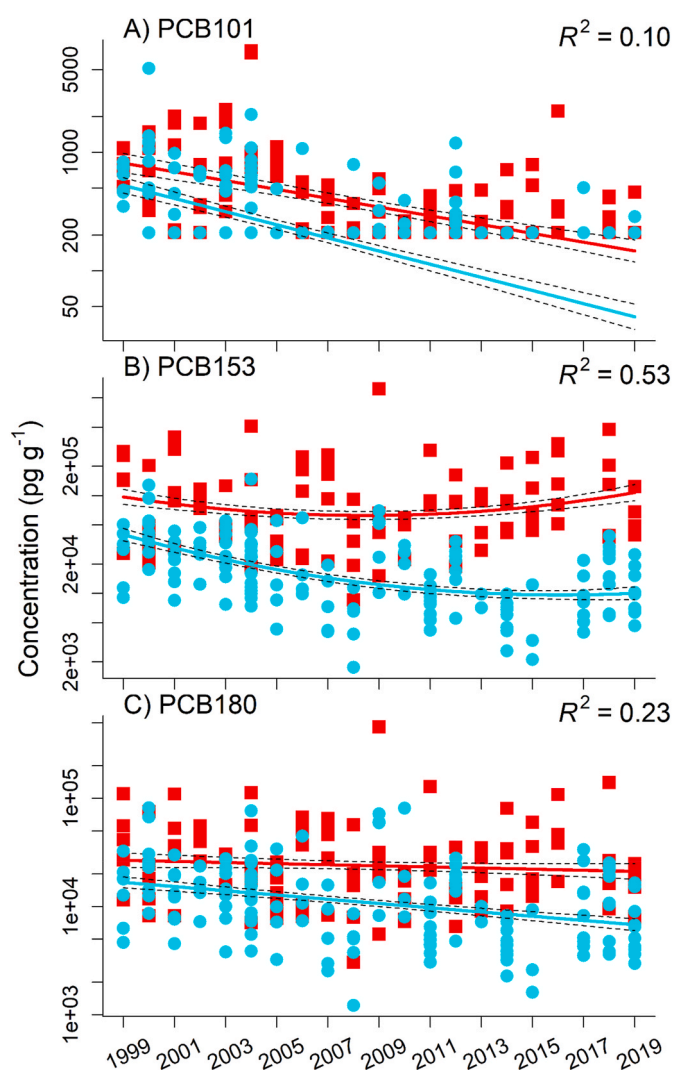 A) PCB101
R² = 0.10
5000
1000
200
50
B) PCB153
R² = 0.53
2e+05
2e+04
2e+03
Concentration (pg g⁻¹)
C) PCB180
R² = 0.23
1e+05
1e+04
1e+03
1999 2001 2003 2005 2007 2009 2011 2013 2015 2017 2019